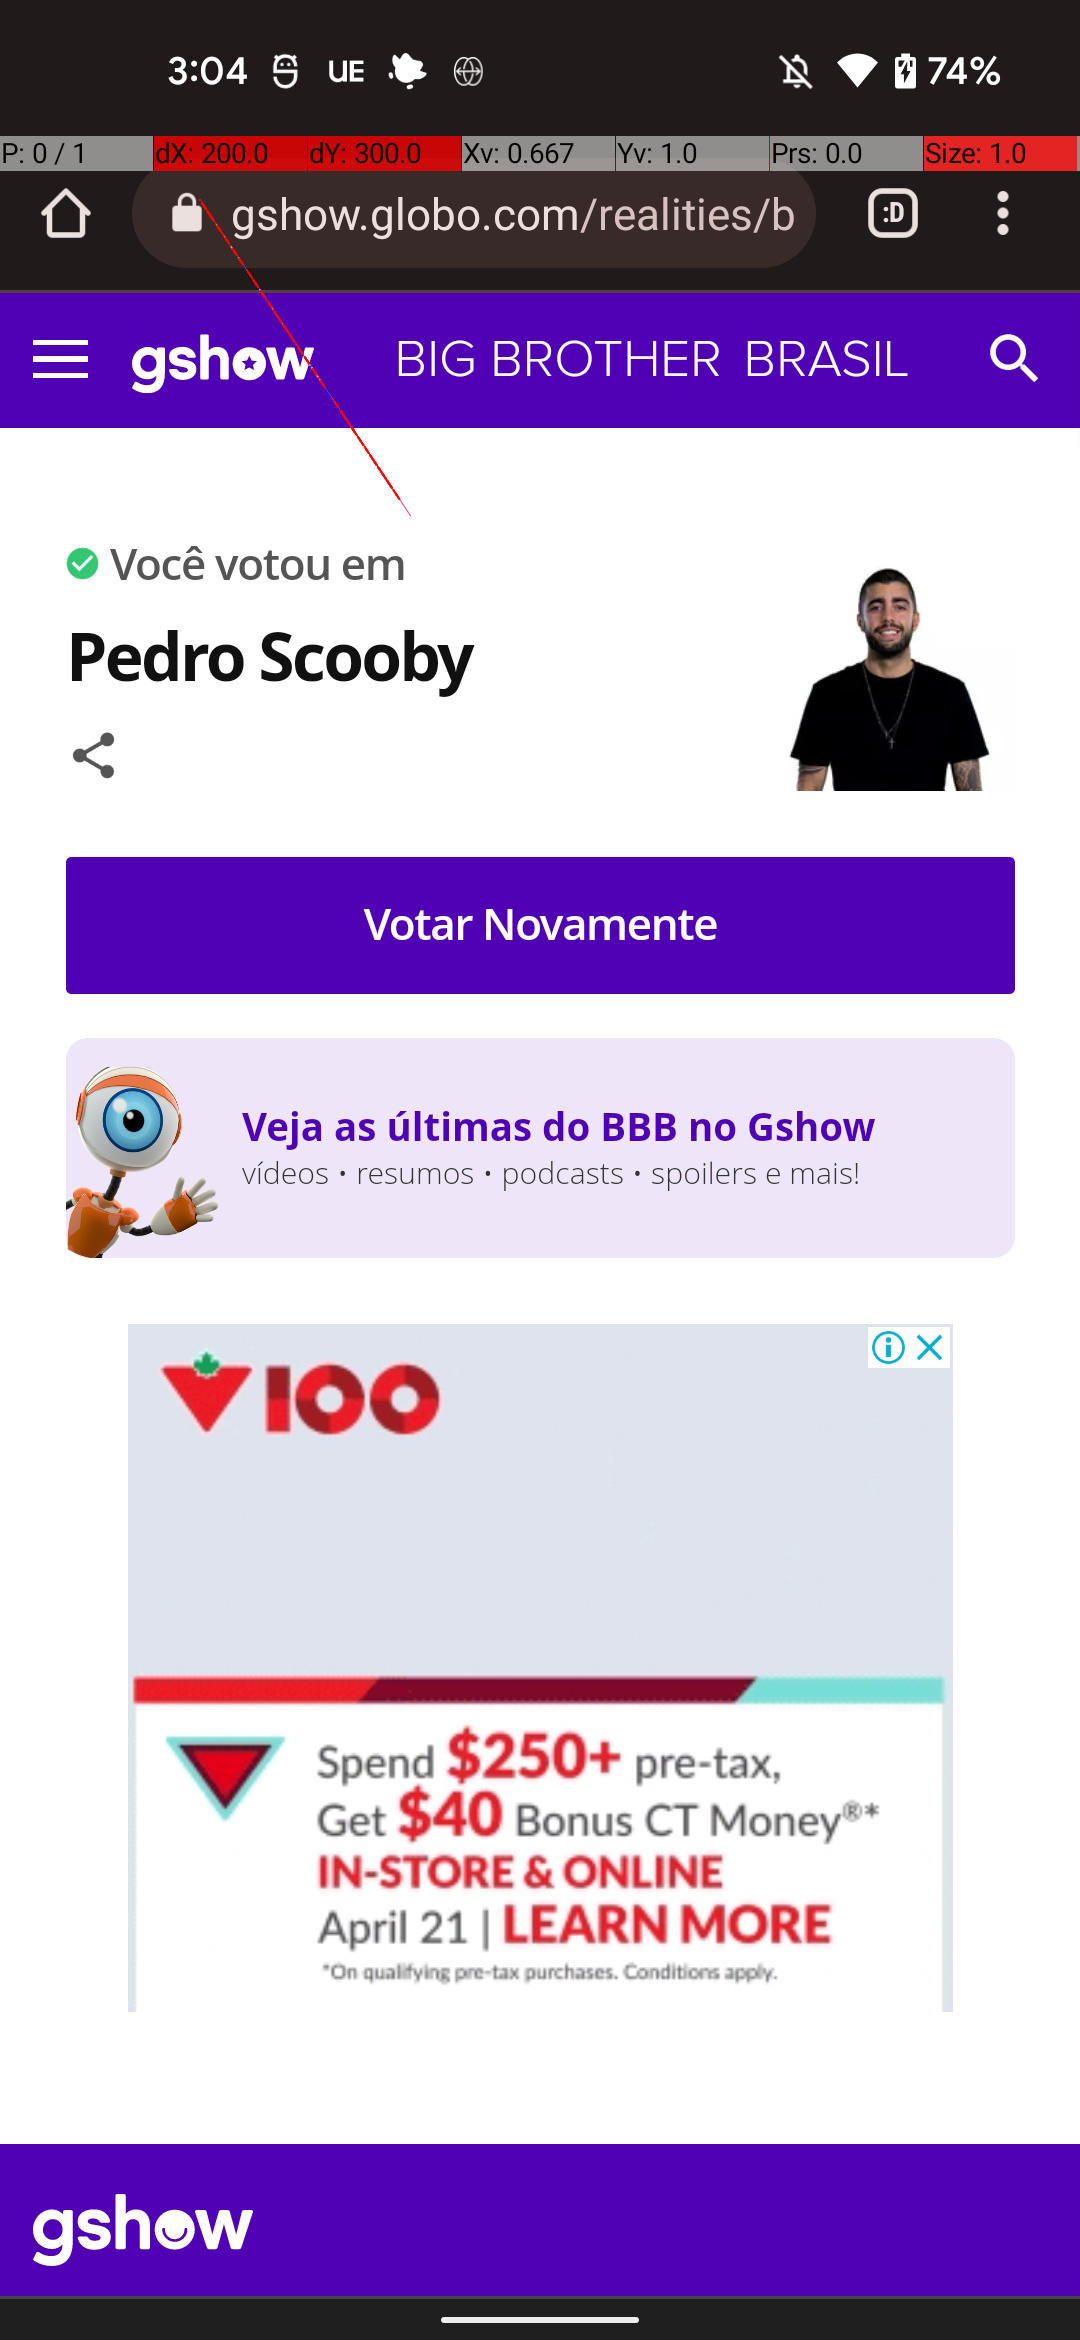 3:04 UE 74%
P: 0 / 1 dX: 200.0 dY: 300.0 Xv: 0.667 Yv: 1.0 Prs: 0.0 Size: 1.0
gshow.globo.com/realities/b :D
gshow BIG BROTHER BRASIL
Você votou em
Pedro Scooby
Votar Novamente
Veja as últimas do BBB no Gshow
vídeos • resumos • podcasts • spoilers e mais!
100
Spend $250+ pre-tax,
Get $40 Bonus CT Money®*
IN-STORE & ONLINE
April 21 | LEARN MORE
*On qualifying pre-tax purchases. Conditions apply.
gshow